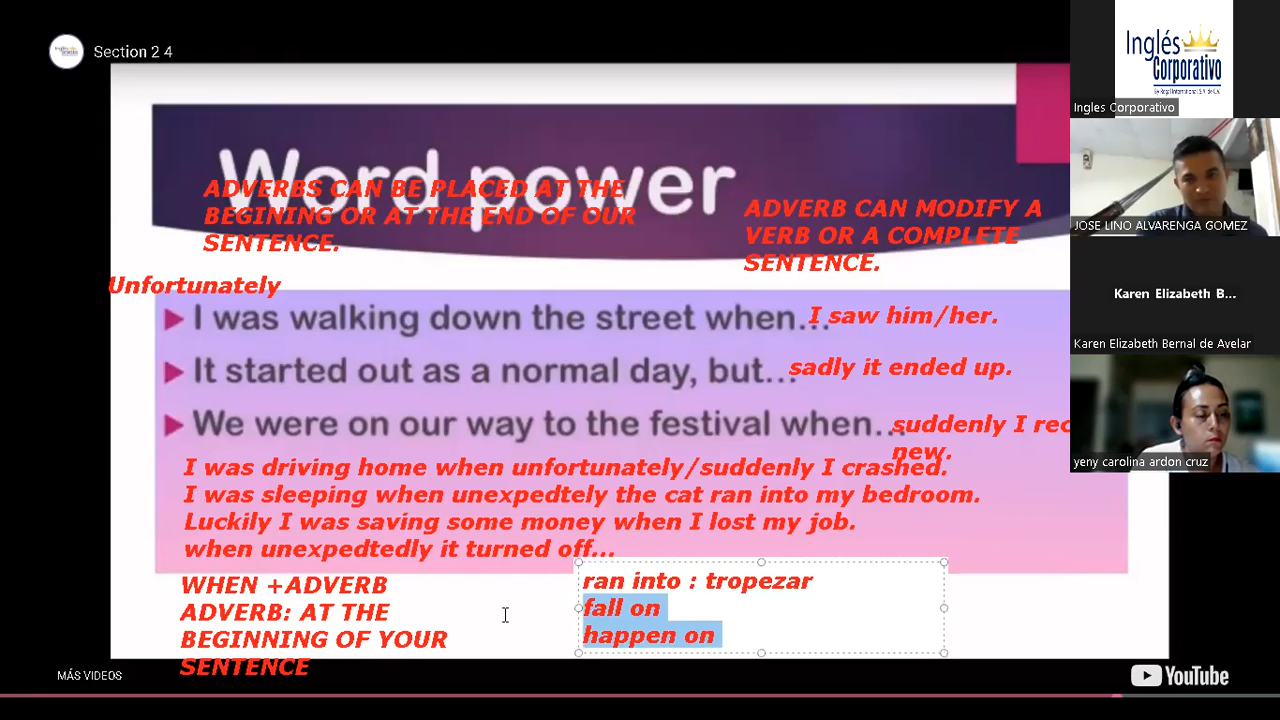 Section 2 4
Word power
ADVERBS CAN BE PLACED AT THE
BEGINING OR AT THE END OF OUR
SENTENCE.
ADVERB CAN MODIFY A
VERB OR A COMPLETE
SENTENCE.
Unfortunately
I was walking down the street when...
I saw him/her.
It started out as a normal day, but...
sadly it ended up.
We were on our way to the festival when...
suddenly I rec
new.
I was driving home when unfortunately/suddenly I crashed.
I was sleeping when unexpedtely the cat ran into my bedroom.
Luckily I was saving some money when I lost my job.
when unexpedtedly it turned off...
WHEN +ADVERB
ADVERB: AT THE
BEGINNING OF YOUR
SENTENCE
ran into : tropezar
fall on
happen on
MÁS VIDEOS
YouTube
Inglés
Corporativo
Ingles Corporativo
JOSE LINO ALVARENGA GOMEZ
Karen Elizabeth B...
Karen Elizabeth Bernal de Avelar
yeny carolina ardon cruz